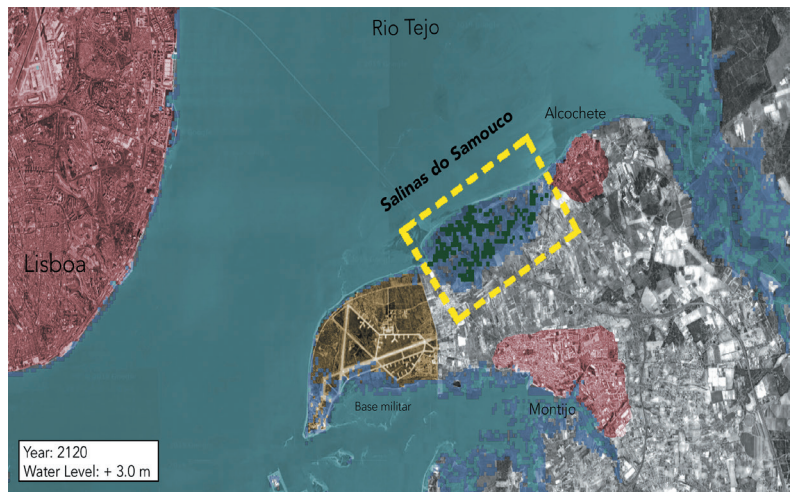 Rio Tejo
Alcochete
Salinas do Samouco
Lisboa
Base militar
Montijo
Year: 2120
Water Level: + 3.0 m